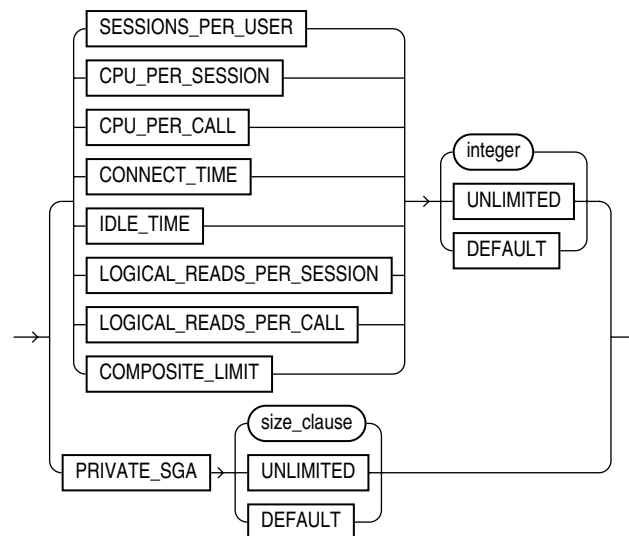 SESSIONS_PER_USER
CPU_PER_SESSION
CPU_PER_CALL
CONNECT_TIME
IDLE_TIME
LOGICAL_READS_PER_SESSION
LOGICAL_READS_PER_CALL
COMPOSITE_LIMIT
integer
UNLIMITED
DEFAULT
PRIVATE_SGA
size_clause
UNLIMITED
DEFAULT